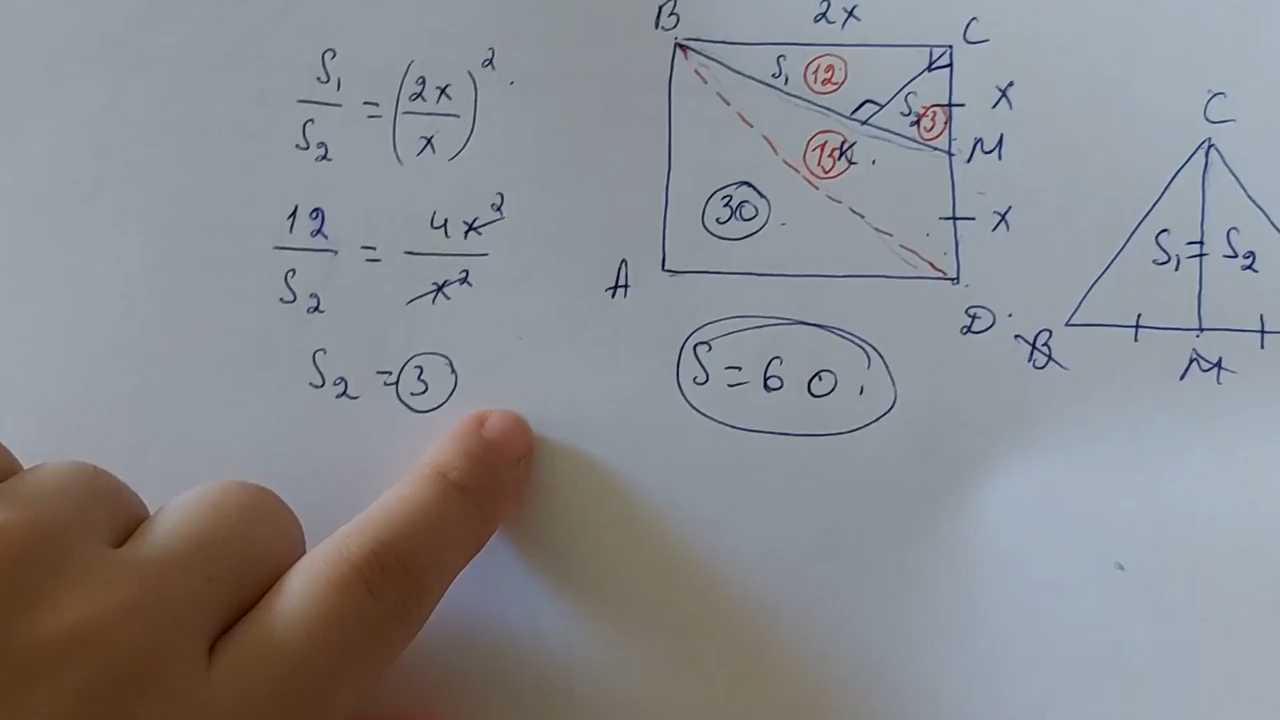 S₁/S₂ = (2x/x)².
12/S₂ = 4x²/x²
S₂ = 3
B 2x C
S₁ 12
S₂ 3 x
M
15
30
x
A
D
S = 60.
C
S₁ = S₂
B M